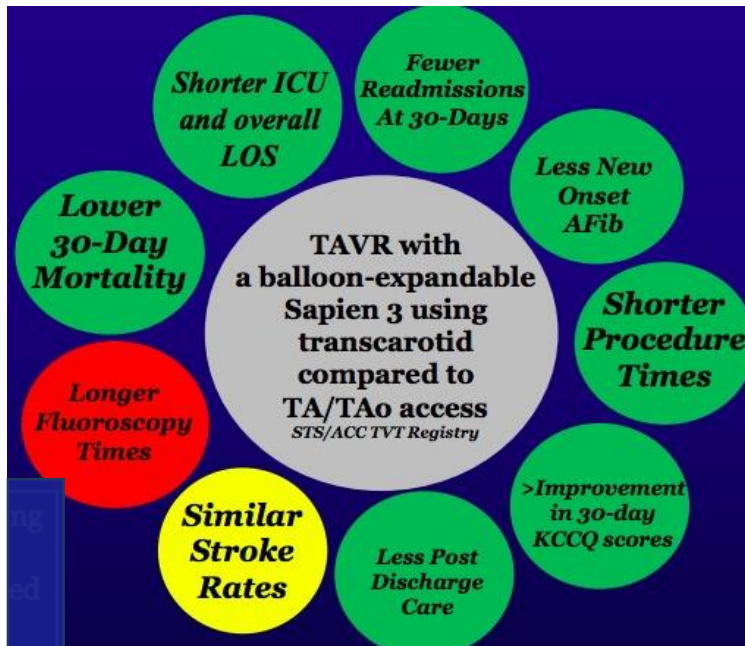 TAVR with
a balloon-expandable
Sapien 3 using
transcarotid
compared to
TA/TAo access
STS/ACC TVT Registry
Shorter ICU
and overall
LOS
Fewer
Readmissions
At 30-Days
Less New
Onset
AFib
Shorter
Procedure
Times
>Improvement
in 30-day
KCCQ scores
Less Post
Discharge
Care
Similar
Stroke
Rates
Longer
Fluoroscopy
Times
Lower
30-Day
Mortality